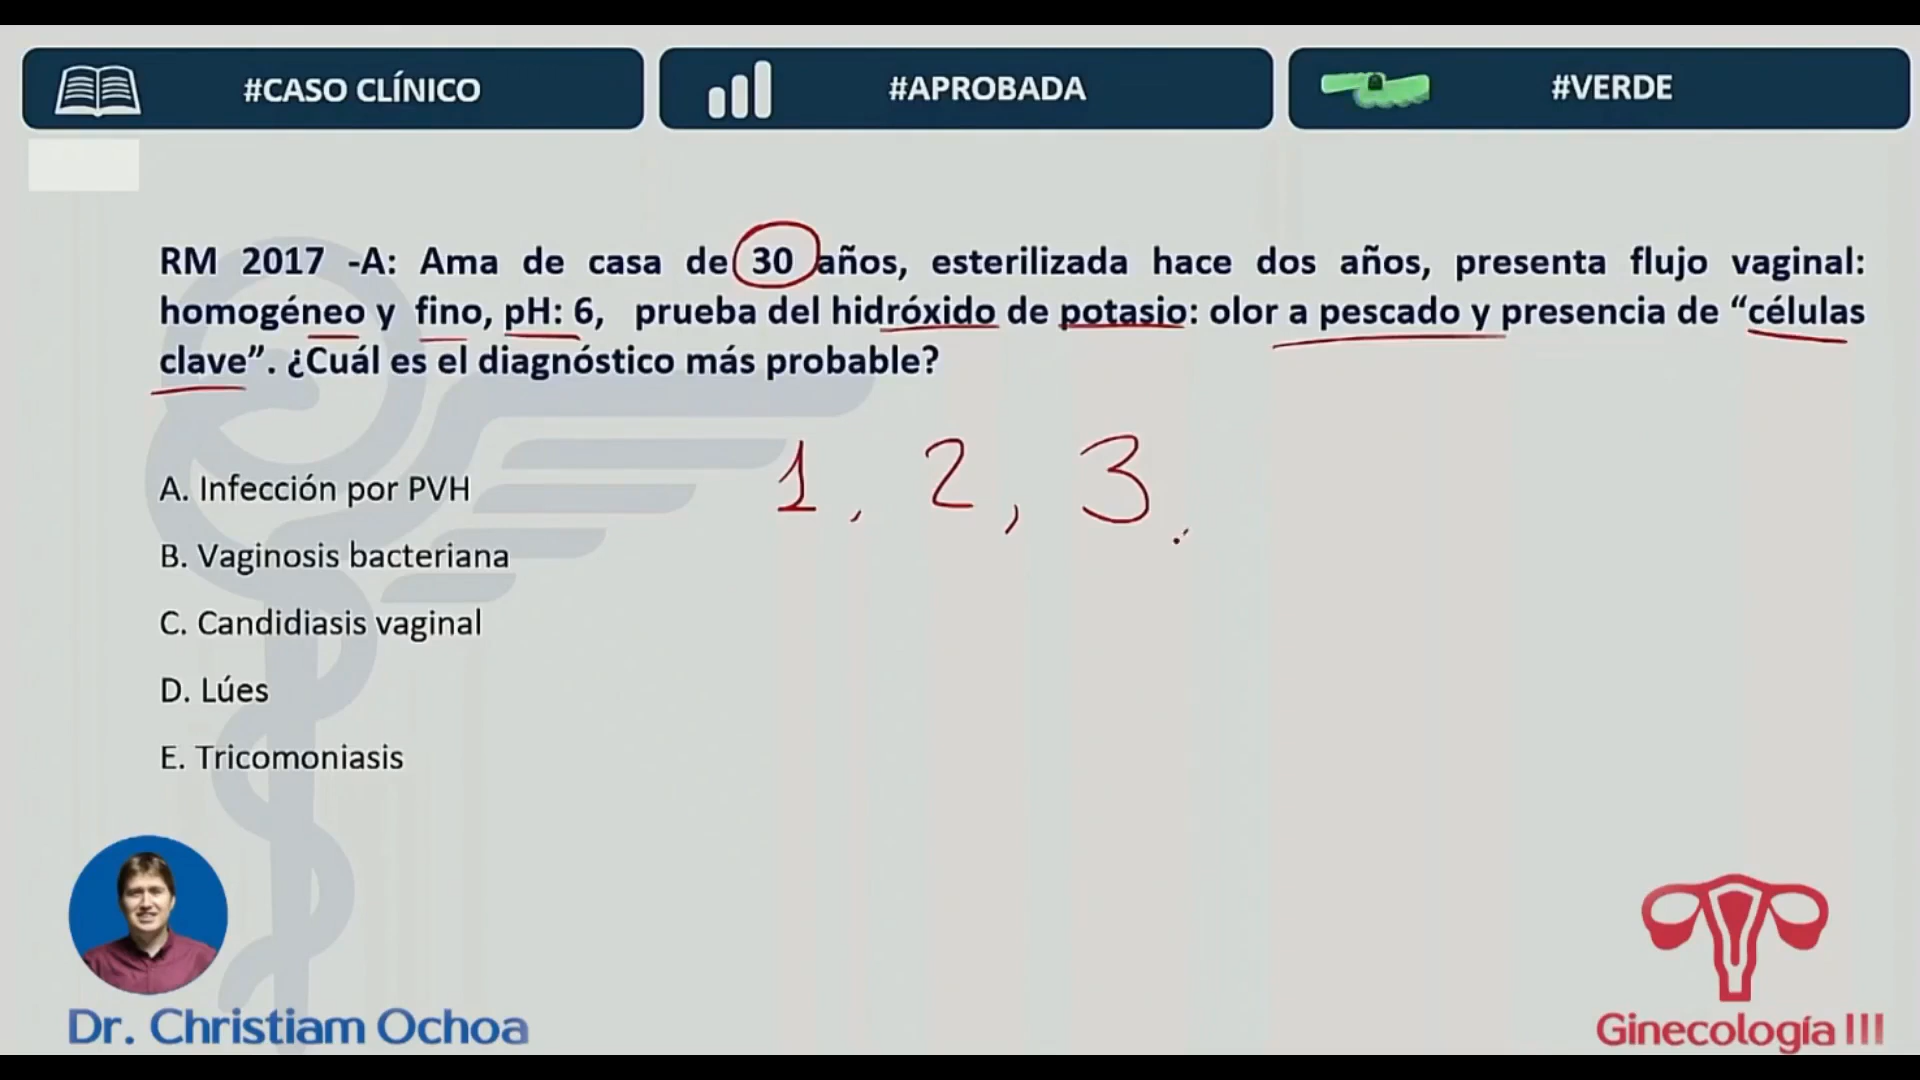 #CASO CLÍNICO
#APROBADA
#VERDE
RM 2017 -A: Ama de casa de 30 años, esterilizada hace dos años, presenta flujo vaginal:
homogéneo y fino, pH: 6, prueba del hidróxido de potasio: olor a pescado y presencia de “células
clave”. ¿Cuál es el diagnóstico más probable?
1, 2, 3.
A. Infección por PVH
B. Vaginosis bacteriana
C. Candidiasis vaginal
D. Lúes
E. Tricomoniasis
Dr. Christiam Ochoa
Ginecología III